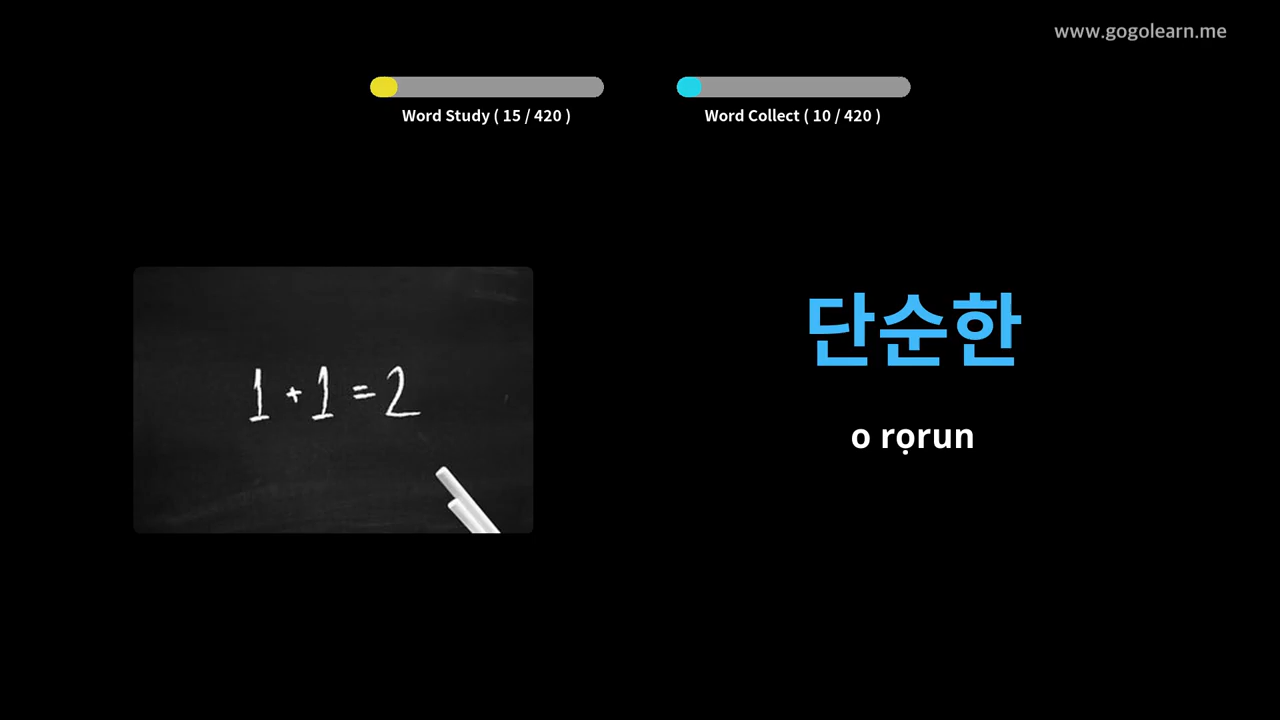 www.gogolearn.me
Word Study ( 15 / 420 )
Word Collect ( 10 / 420 )
1 + 1 = 2
단순한
o rọrun